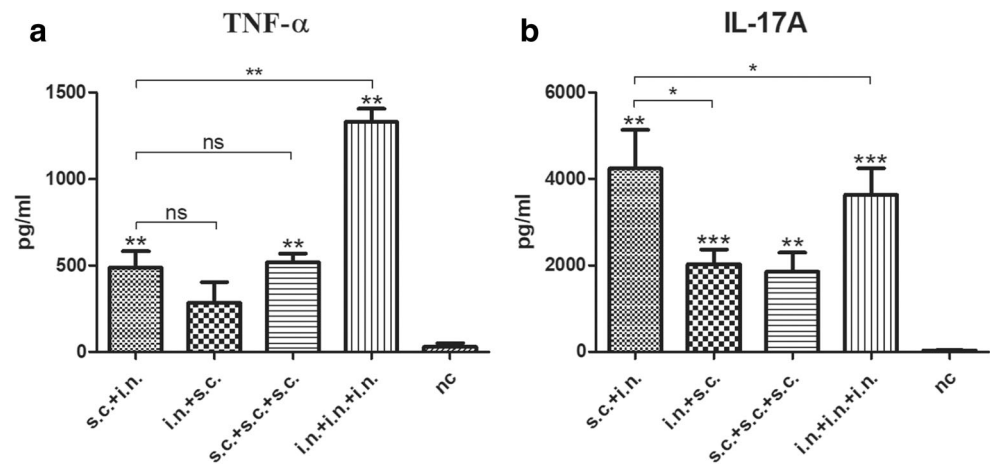 a
TNF-α
**
1500
**
ns
1000
ns
pg/ml
**
**
500
0
s.c.+i.n.
i.n.+s.c.
s.c.+s.c.+s.c.
i.n.+i.n.+i.n.
nc
b
IL-17A
*
6000
*
**
***
4000
pg/ml
***
**
2000
0
s.c.+i.n.
i.n.+s.c.
s.c.+s.c.+s.c.
i.n.+i.n.+i.n.
nc